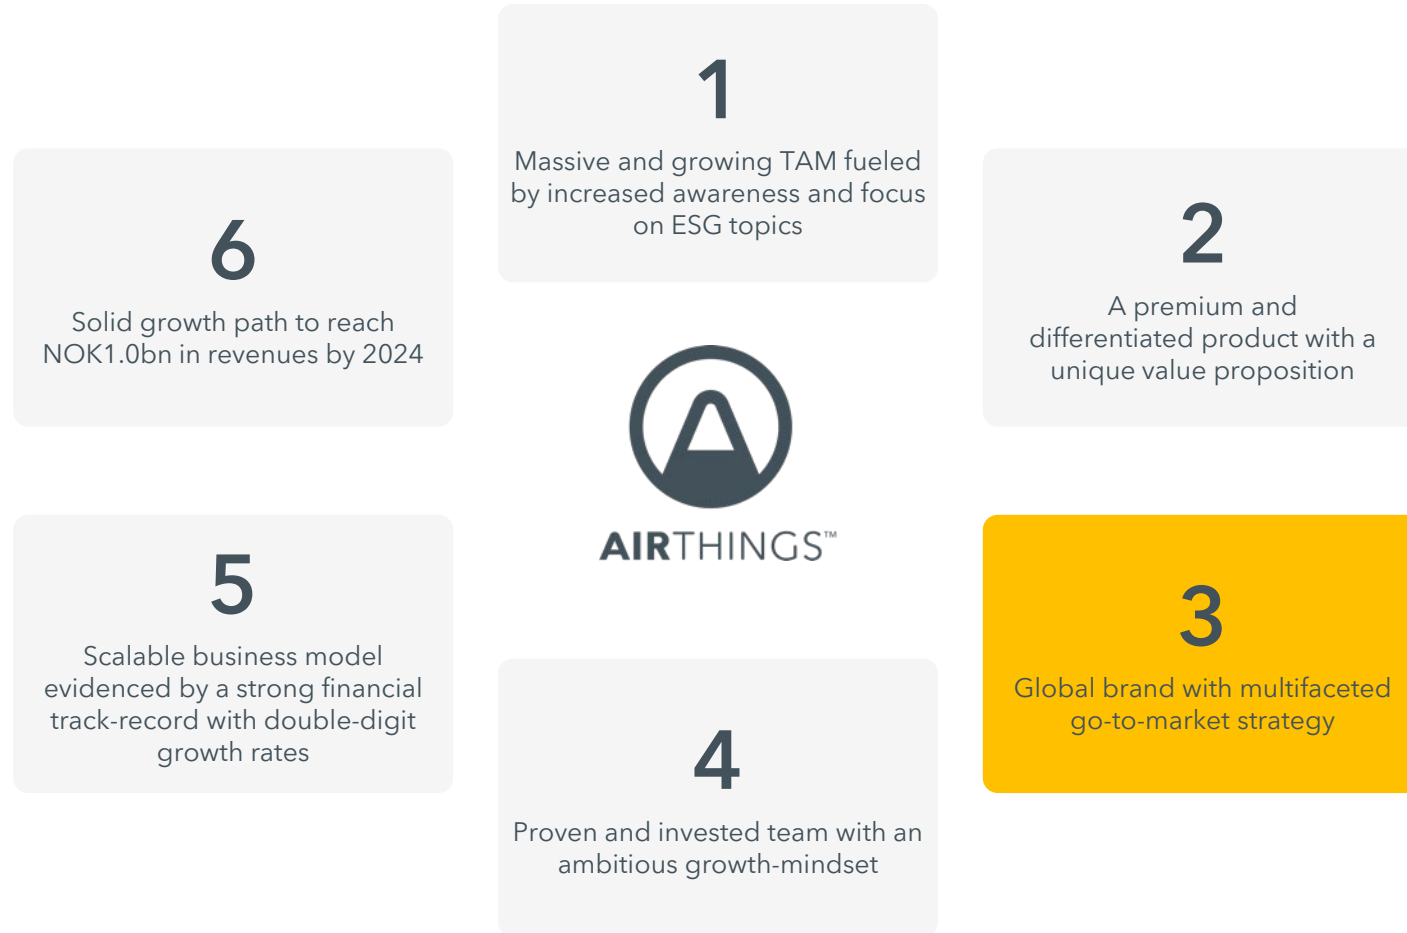 1
Massive and growing TAM fueled
by increased awareness and focus
on ESG topics
2
A premium and
differentiated product with a
unique value proposition
3
Global brand with multifaceted
go-to-market strategy
4
Proven and invested team with an
ambitious growth-mindset
5
Scalable business model
evidenced by a strong financial
track-record with double-digit
growth rates
6
Solid growth path to reach
NOK1.0bn in revenues by 2024
AIRTHINGS™